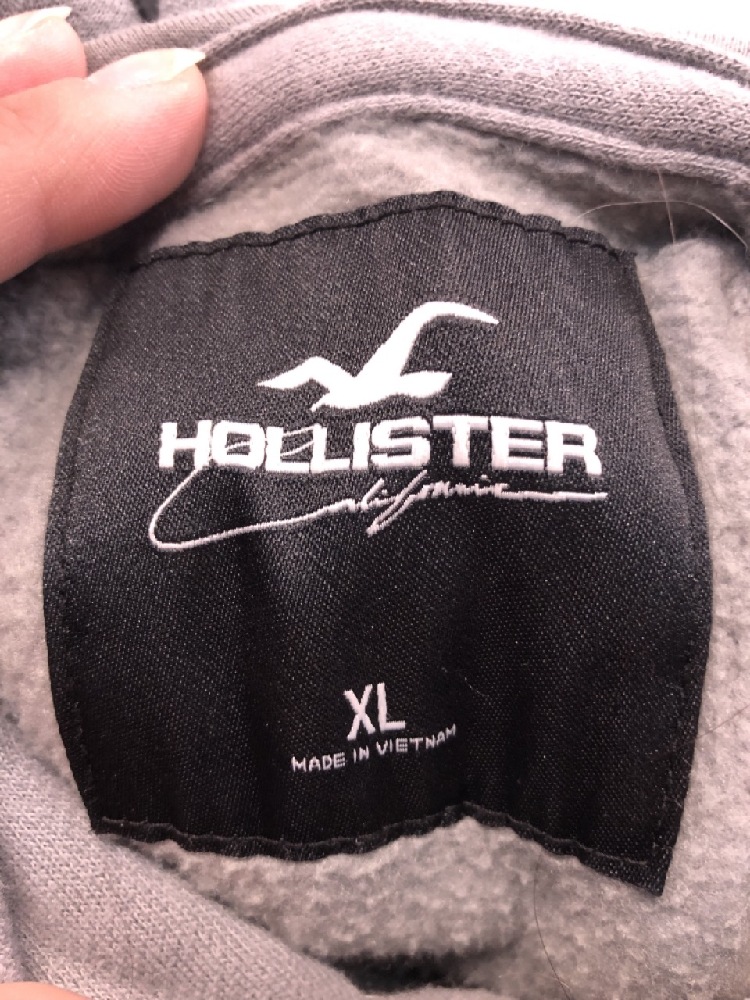 HOLLISTER
California
XL
MADE IN VIETNAM